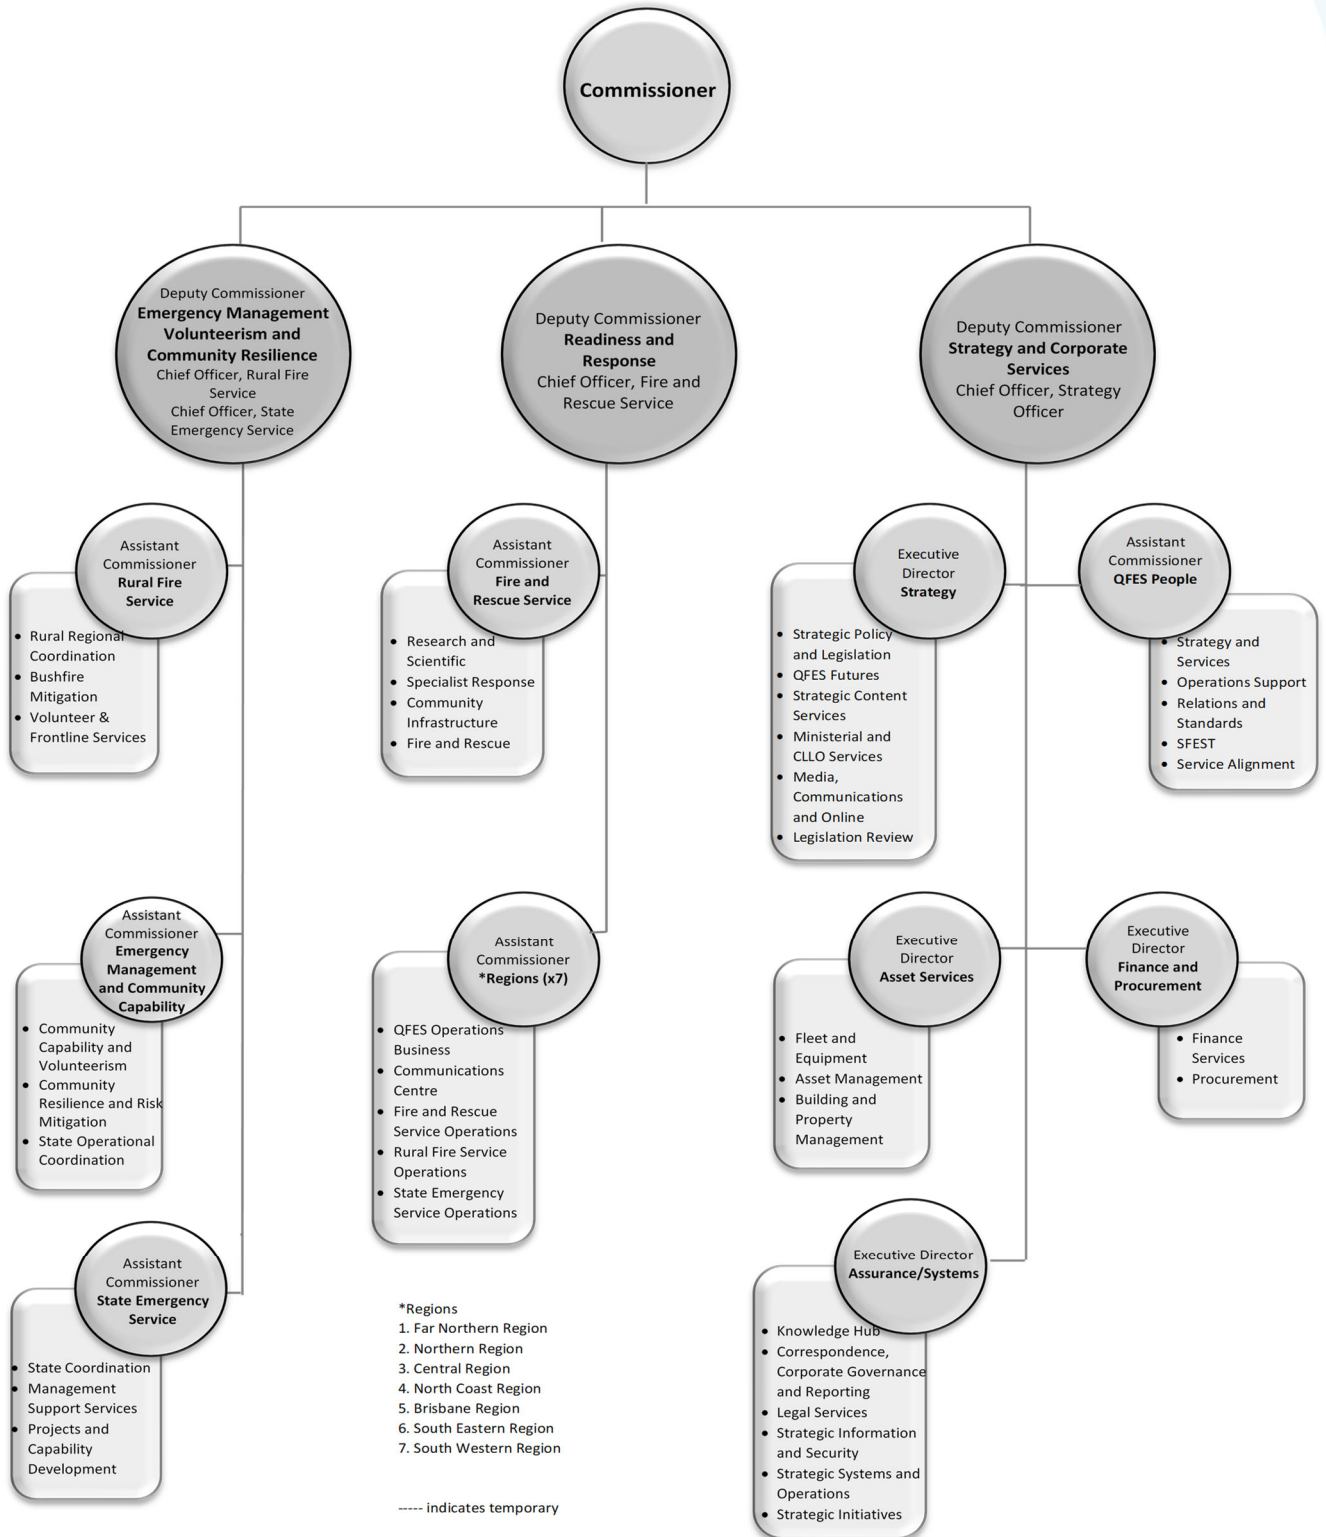 Commissioner
Deputy Commissioner
Emergency Management
Volunteerism and
Community Resilience
Chief Officer, Rural Fire
Service
Chief Officer, State
Emergency Service
Deputy Commissioner
Readiness and
Response
Chief Officer, Fire and
Rescue Service
Deputy Commissioner
Strategy and Corporate
Services
Chief Officer, Strategy
Officer
Assistant
Commissioner
Rural Fire
Service
• Rural Regional
Coordination
• Bushfire
Mitigation
• Volunteer &
Frontline Services
Assistant
Commissioner
Emergency
Management
and Community
Capability
• Community
Capability and
Volunteerism
• Community
Resilience and Risk
Mitigation
• State Operational
Coordination
Assistant
Commissioner
State Emergency
Service
• State Coordination
• Management
Support Services
• Projects and
Capability
Development
Assistant
Commissioner
Fire and
Rescue Service
• Research and
Scientific
• Specialist Response
• Community
Infrastructure
• Fire and Rescue
Assistant
Commissioner
*Regions (x7)
• QFES Operations
Business
• Communications
Centre
• Fire and Rescue
Service Operations
• Rural Fire Service
Operations
• State Emergency
Service Operations
*Regions
1. Far Northern Region
2. Northern Region
3. Central Region
4. North Coast Region
5. Brisbane Region
6. South Eastern Region
7. South Western Region
----- indicates temporary
Executive
Director
Strategy
• Strategic Policy
and Legislation
• QFES Futures
• Strategic Content
Services
• Ministerial and
CLLO Services
• Media,
Communications
and Online
• Legislation Review
Assistant
Commissioner
QFES People
• Strategy and
Services
• Operations Support
• Relations and
Standards
• SFEST
• Service Alignment
Executive
Director
Asset Services
• Fleet and
Equipment
• Asset Management
• Building and
Property
Management
Executive
Director
Finance and
Procurement
• Finance
Services
• Procurement
Executive Director
Assurance/Systems
• Knowledge Hub
• Correspondence,
Corporate Governance
and Reporting
• Legal Services
• Strategic Information
and Security
• Strategic Systems and
Operations
• Strategic Initiatives